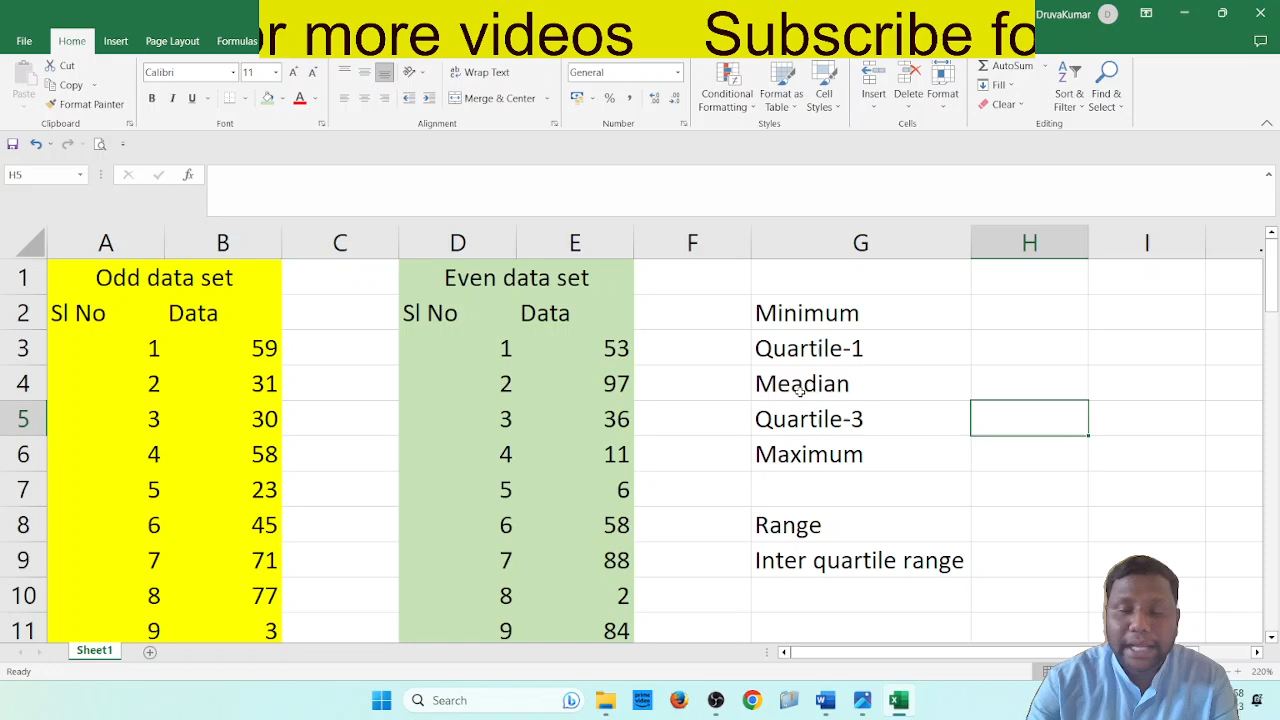 or more videos Subscribe fo
DruvaKumar D
File Home Insert Page Layout Formulas
Cut
Copy
Format Painter
Paste
Calibri 11
B I U
Wrap Text
Merge & Center
General
Conditional Formatting
Format as Table
Cell Styles
Insert Delete Format
AutoSum
Fill
Clear
Sort & Filter
Find & Select
Clipboard Font Alignment Number Styles Cells Editing
H5 fx
A B C D E F G H I
1 Odd data set Even data set
2 Sl No Data Sl No Data Minimum
3 1 59 1 53 Quartile-1
4 2 31 2 97 Meadian
5 3 30 3 36 Quartile-3
6 4 58 4 11 Maximum
7 5 23 5 6
8 6 45 6 58 Range
9 7 71 7 88 Inter quartile range
10 8 77 8 2
11 9 3 9 84
Sheet1
Ready 220%
Search